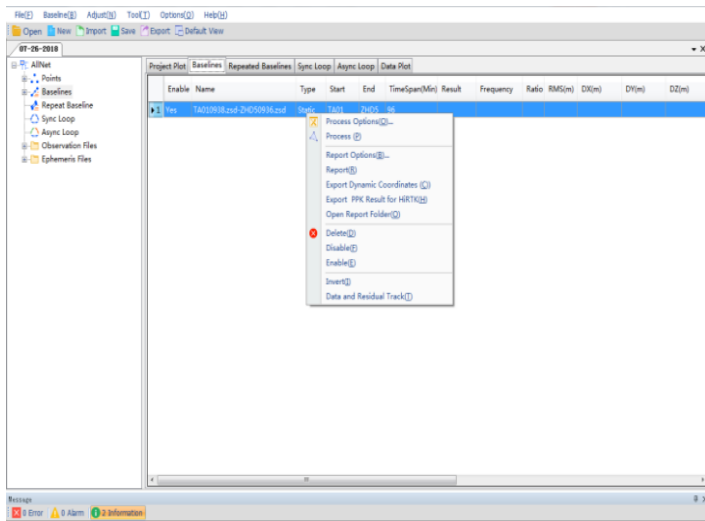 File(F) Baseline(B) Adjust(N) Tool(T) Options(O) Help(H)
Open New Import Save Export Default View
07-26-2018
AllNet
Points
Baselines
Repeat Baseline
Sync Loop
Async Loop
Observation Files
Ephemeris Files
Project Plot Baselines Repeated Baselines Sync Loop Async Loop Data Plot
Enable Name Type Start End TimeSpan(Min) Result Frequency Ratio RMS(m) DX(m) DY(m) DZ(m)
1 Yes TA010938.zsd-ZHD50936.zsd Static TA01 ZHD5 96
Process Options(O)...
Process (P)
Report Options(B)...
Report(R)
Export Dynamic Coordinates (C))
Export PPK Result for HiRTK(H)
Open Report Folder(O)
Delete(D)
Disable(F)
Enable(E)
Invert(I)
Data and Residual Track(T)
Message
0 Error 0 Alarm 2 Information